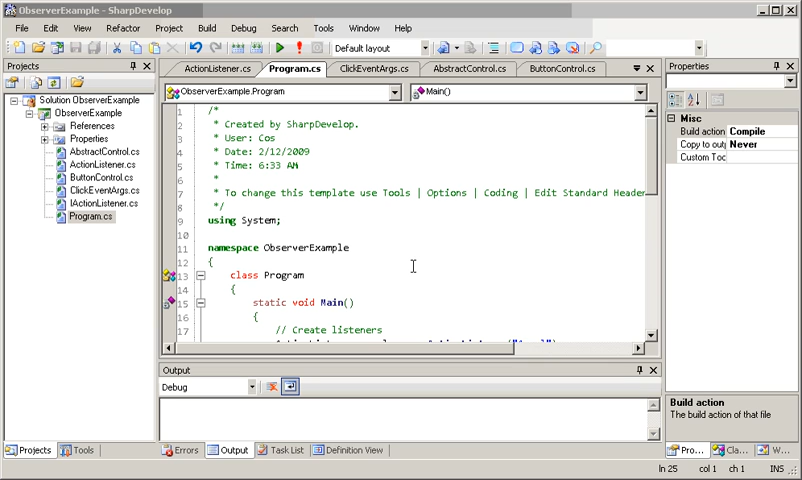 ObserverExample - SharpDevelop
File Edit View Refactor Project Build Debug Search Tools Window Help
Default layout
Projects
Solution ObserverExample
ObserverExample
References
Properties
AbstractControl.cs
ActionListener.cs
ButtonControl.cs
ClickEventArgs.cs
IActionListener.cs
Program.cs
Projects Tools
ActionListener.cs Program.cs ClickEventArgs.cs AbstractControl.cs ButtonControl.cs
ObserverExample.Program Main()
1 /*
2 * Created by SharpDevelop.
3 * User: Cos
4 * Date: 2/12/2009
5 * Time: 6:33 AM
6 *
7 * To change this template use Tools | Options | Coding | Edit Standard Header
8 */
9 using System;
10
11 namespace ObserverExample
12 {
13 class Program
14 {
15 static void Main()
16 {
17 // Create listeners
Output
Debug
Errors Output Task List Definition View
Properties
Misc
Build action Compile
Copy to outp Never
Custom Toc
Build action
The build action of that file
Pro... Cla... W...
ln 25 col 1 ch 1 INS